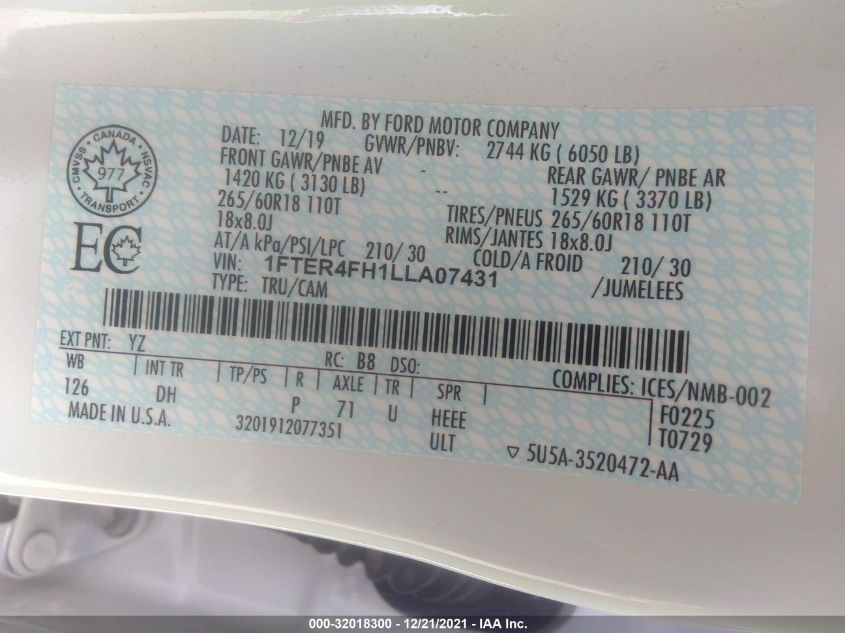 MFD. BY FORD MOTOR COMPANY
DATE: 12/19 GVWR/PNBV: 2744 KG ( 6050 LB)
FRONT GAWR/PNBE AV - REAR GAWR/ PNBE AR
1420 KG ( 3130 LB) -- 1529 KG ( 3370 LB)
265/60R18 110T TIRES/PNEUS 265/60R18 110T
18x8.0J RIMS/JANTES 18x8.0J
AT/A kPa/PSI/LPC 210/ 30 COLD/A FROID 210/ 30
VIN: 1FTER4FH1LLA07431 /JUMELEES
TYPE: TRU/CAM
CANADA
CMVSS NSVAC
977
TRANSPORT
EC
EXT PNT: YZ RC: B8 DSO:
COMPLIES: ICES/NMB-002
WB INT TR TP/PS R AXLE TR SPR
126 DH P 71 U HEEE F0225
ULT T0729
MADE IN U.S.A. 3201912077351
▽ 5U5A-3520472-AA
000-32018300 - 12/21/2021 - IAA Inc.